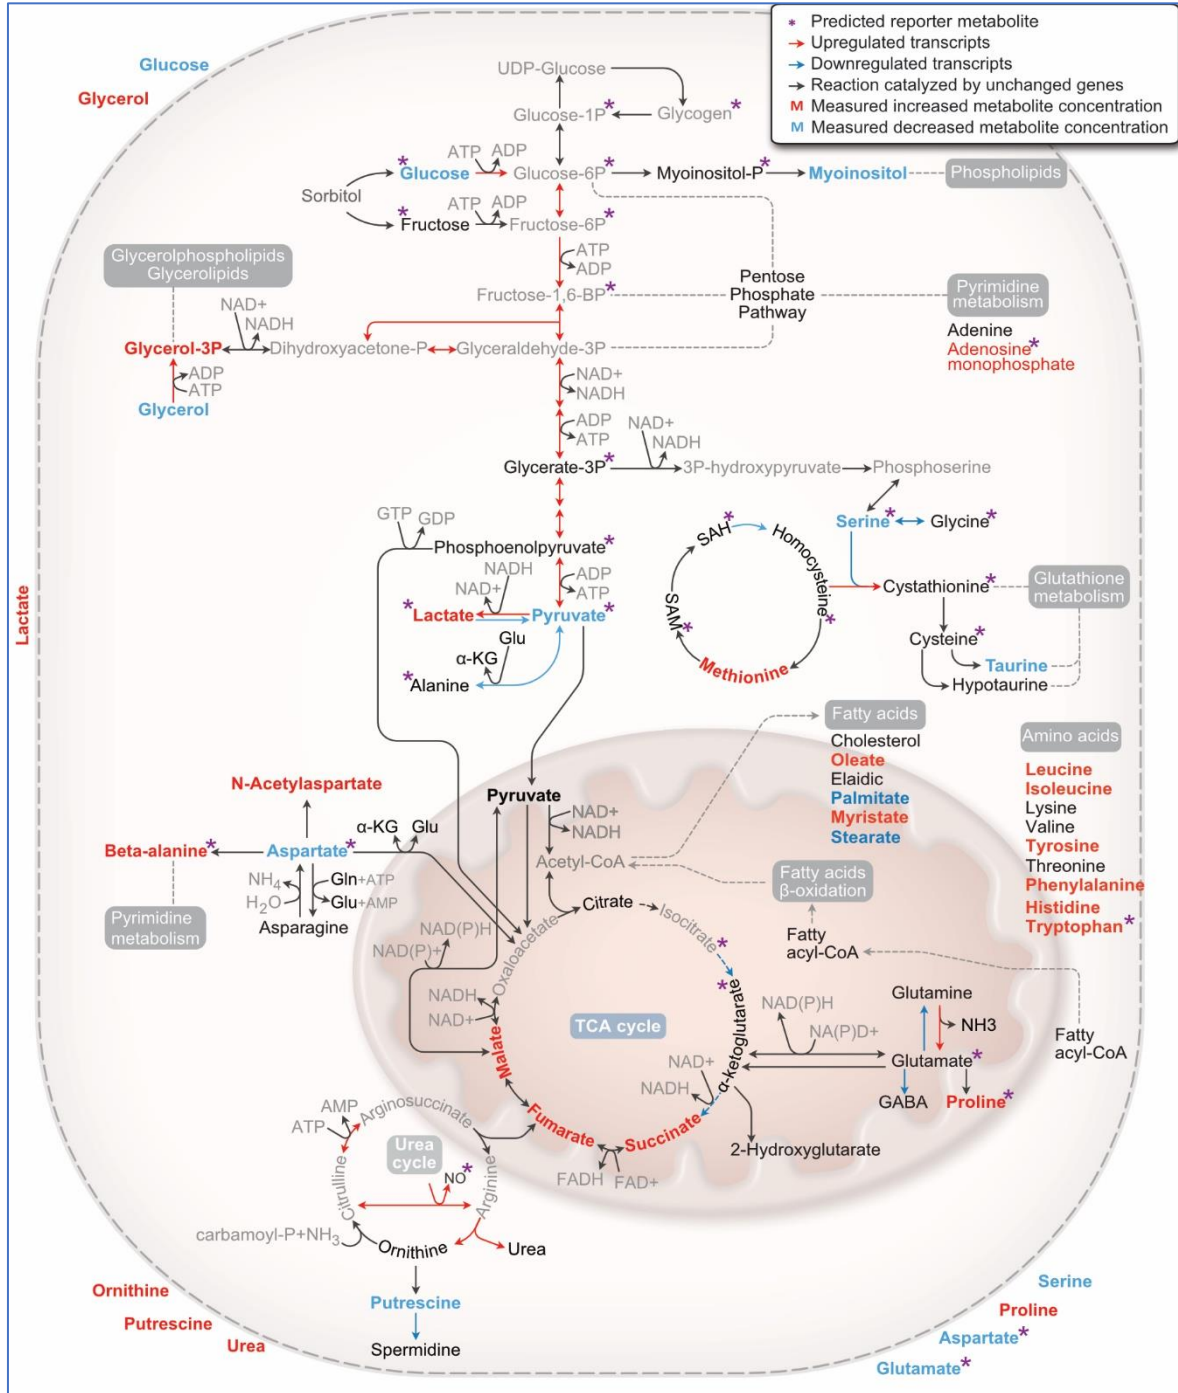 * Predicted reporter metabolite
Upregulated transcripts
Downregulated transcripts
Reaction catalyzed by unchanged genes
M Measured increased metabolite concentration
M Measured decreased metabolite concentration
Glucose
Glycerol
UDP-Glucose
Glucose-1P*
Glycogen*
ATP
ADP
*
Glucose
Glucose-6P*
Myoinositol-P*
Myoinositol
Phospholipids
Sorbitol
ATP
ADP
*Fructose
Fructose-6P*
Glycerolphospholipids
Glycerolipids
ATP
ADP
Pentose
Phosphate
Pathway
Fructose-1,6-BP*
Pyrimidine
metabolism
Adenine
Adenosine*
monophosphate
NAD+
NADH
Glycerol-3P
Dihydroxyacetone-P
Glyceraldehyde-3P
ADP
ATP
Glycerol
NAD+
NADH
ADP
ATP
NAD+
NADH
Glycerate-3P*
3P-hydroxypyruvate
Phosphoserine
GTP
GDP
Phosphoenolpyruvate*
Serine*
Glycine*
SAH*
Homocysteine*
SAM*
Methionine
Cystathionine*
Glutathione
metabolism
Cysteine*
Taurine
Hypotaurine
NADH
NAD+
ADP
ATP
*Lactate
Pyruvate*
Glu
α-KG
*Alanine
Lactate
Fatty acids
Cholesterol
Oleate
Elaidic
Palmitate
Myristate
Stearate
Amino acids
Leucine
Isoleucine
Lysine
Valine
Tyrosine
Threonine
Phenylalanine
Histidine
Tryptophan*
N-Acetylaspartate
Pyruvate
NAD+
NADH
α-KG
Glu
Beta-alanine*
Aspartate*
Acetyl-CoA
Fatty acids
β-oxidation
NH4
H2O
Gln+ATP
Glu+AMP
Asparagine
Pyrimidine
metabolism
Citrate
Isocitrate*
Fatty
acyl-CoA
NAD(P)H
NAD(P)+
Oxaloacetate
*
α-ketoglutarate
NADH
NAD+
TCA cycle
NAD(P)H
NA(P)D+
Glutamine
NH3
Glutamate*
GABA
Proline*
Fatty
acyl-CoA
Malate
NAD+
NADH
Fumarate
Succinate
2-Hydroxyglutarate
FADH
FAD+
AMP
ATP
Arginosuccinate
Urea
cycle
NO*
Citrulline
Arginine
carbamoyl-P+NH3
Ornithine
Urea
Putrescine
Spermidine
Ornithine
Putrescine
Urea
Serine
Proline
Aspartate*
Glutamate*